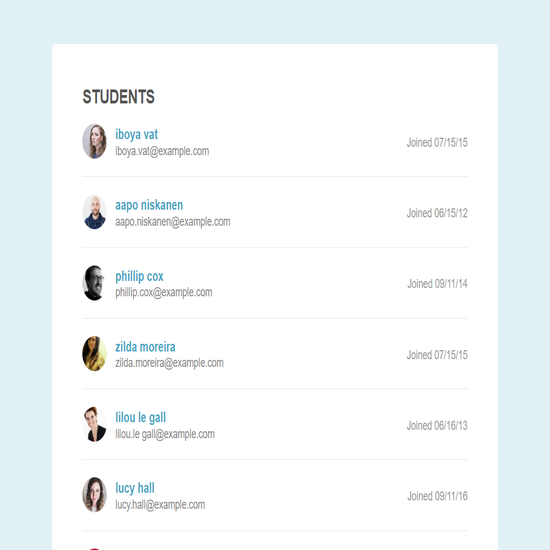 STUDENTS
iboya vat
iboya.vat@example.com
Joined 07/15/15
aapo niskanen
aapo.niskanen@example.com
Joined 06/15/12
phillip cox
phillip.cox@example.com
Joined 09/11/14
zilda moreira
zilda.moreira@example.com
Joined 07/15/15
lilou le gall
lilou.le gall@example.com
Joined 06/16/13
lucy hall
lucy.hall@example.com
Joined 09/11/16